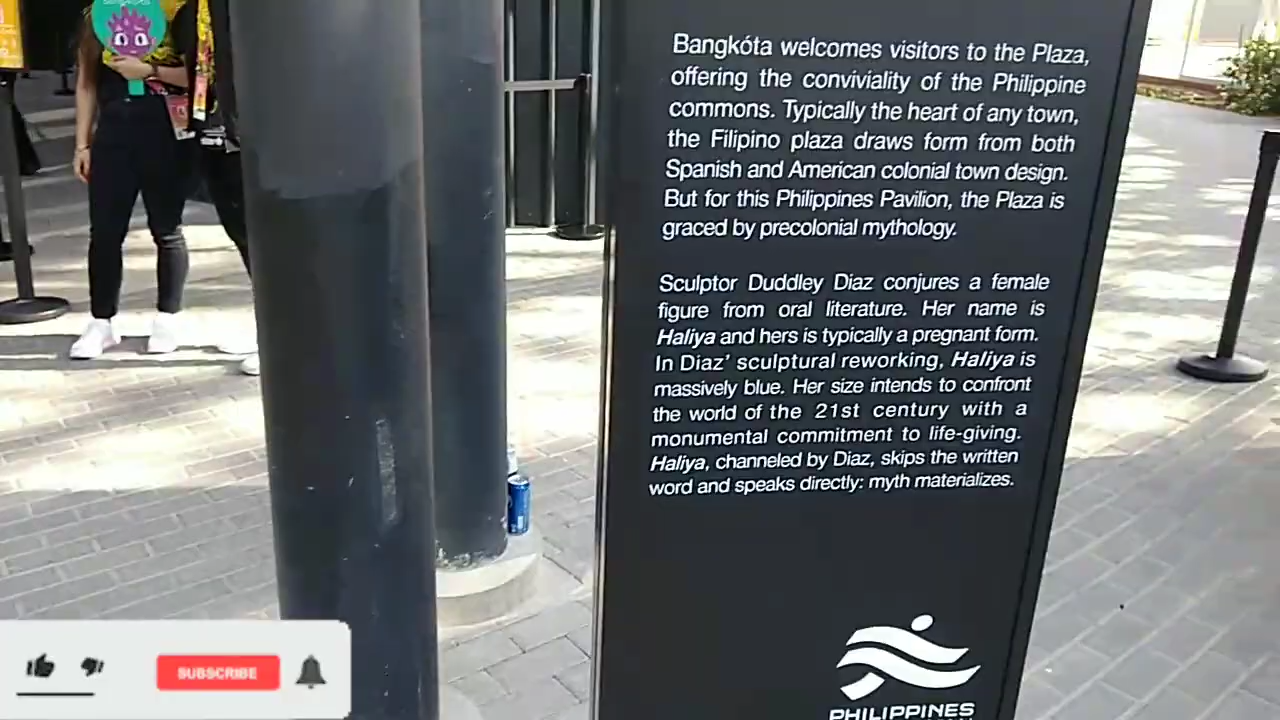 Bangkóta welcomes visitors to the Plaza,
offering the conviviality of the Philippine
commons. Typically the heart of any town,
the Filipino plaza draws form from both
Spanish and American colonial town design.
But for this Philippines Pavilion, the Plaza is
graced by precolonial mythology.
Sculptor Duddley Diaz conjures a female
figure from oral literature. Her name is
Haliya and hers is typically a pregnant form.
In Diaz' sculptural reworking, Haliya is
massively blue. Her size intends to confront
the world of the 21st century with a
monumental commitment to life-giving.
Haliya, channeled by Diaz, skips the written
word and speaks directly: myth materializes.
PHILIPPINES
SUBSCRIBE